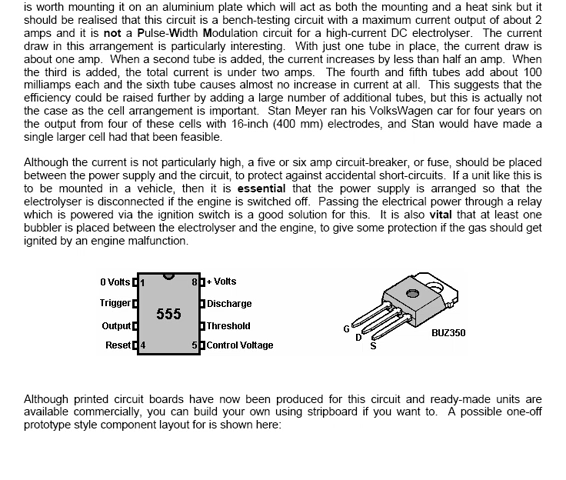 is worth mounting it on an aluminium plate which will act as both the mounting and a heat sink but it
should be realised that this circuit is a bench-testing circuit with a maximum current output of about 2
amps and it is not a Pulse-Width Modulation circuit for a high-current DC electrolyser. The current
draw in this arrangement is particularly interesting. With just one tube in place, the current draw is
about one amp. When a second tube is added, the current increases by less than half an amp. When
the third is added, the total current is under two amps. The fourth and fifth tubes add about 100
milliamps each and the sixth tube causes almost no increase in current at all. This suggests that the
efficiency could be raised further by adding a large number of additional tubes, but this is actually not
the case as the cell arrangement is important. Stan Meyer ran his VolksWagen car for four years on
the output from four of these cells with 16-inch (400 mm) electrodes, and Stan would have made a
single larger cell had that been feasible.
Although the current is not particularly high, a five or six amp circuit-breaker, or fuse, should be placed
between the power supply and the circuit, to protect against accidental short-circuits. If a unit like this is
to be mounted in a vehicle, then it is essential that the power supply is arranged so that the
electrolyser is disconnected if the engine is switched off. Passing the electrical power through a relay
which is powered via the ignition switch is a good solution for this. It is also vital that at least one
bubbler is placed between the electrolyser and the engine, to give some protection if the gas should get
ignited by an engine malfunction.
0 Volts 1 8 + Volts
Trigger Discharge
555
Output Threshold
Reset 4 5 Control Voltage
G
D
S
BUZ350
Although printed circuit boards have now been produced for this circuit and ready-made units are
available commercially, you can build your own using stripboard if you want to. A possible one-off
prototype style component layout for is shown here: